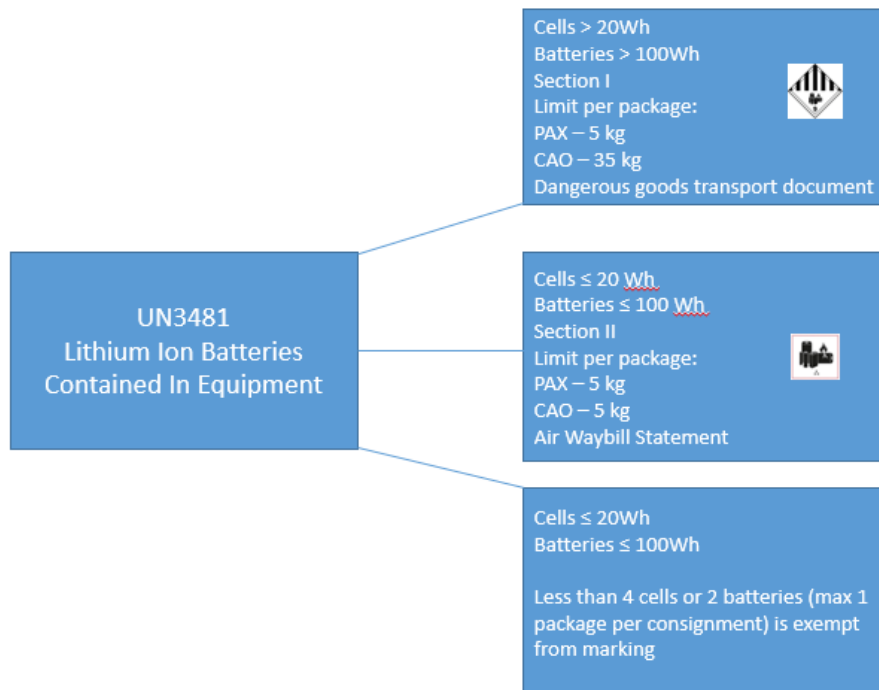 UN3481
Lithium Ion Batteries
Contained In Equipment
Cells > 20Wh
Batteries > 100Wh
Section I
Limit per package:
PAX – 5 kg
CAO – 35 kg
Dangerous goods transport document
Cells ≤ 20 Wh
Batteries ≤ 100 Wh
Section II
Limit per package:
PAX – 5 kg
CAO – 5 kg
Air Waybill Statement
Cells ≤ 20Wh
Batteries ≤ 100Wh
Less than 4 cells or 2 batteries (max 1
package per consignment) is exempt
from marking